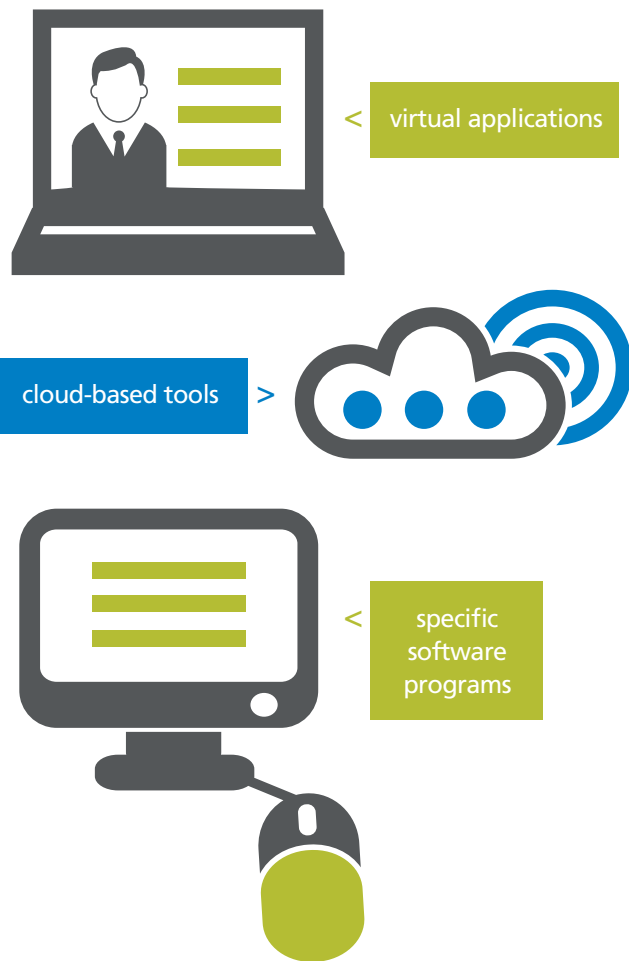 < virtual applications
cloud-based tools >
< specific
software
programs